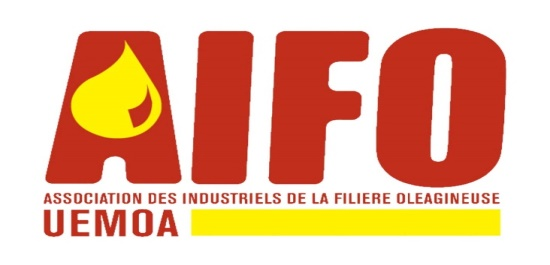 AIFO
ASSOCIATION DES INDUSTRIELS DE LA FILIERE OLEAGINEUSE
UEMOA